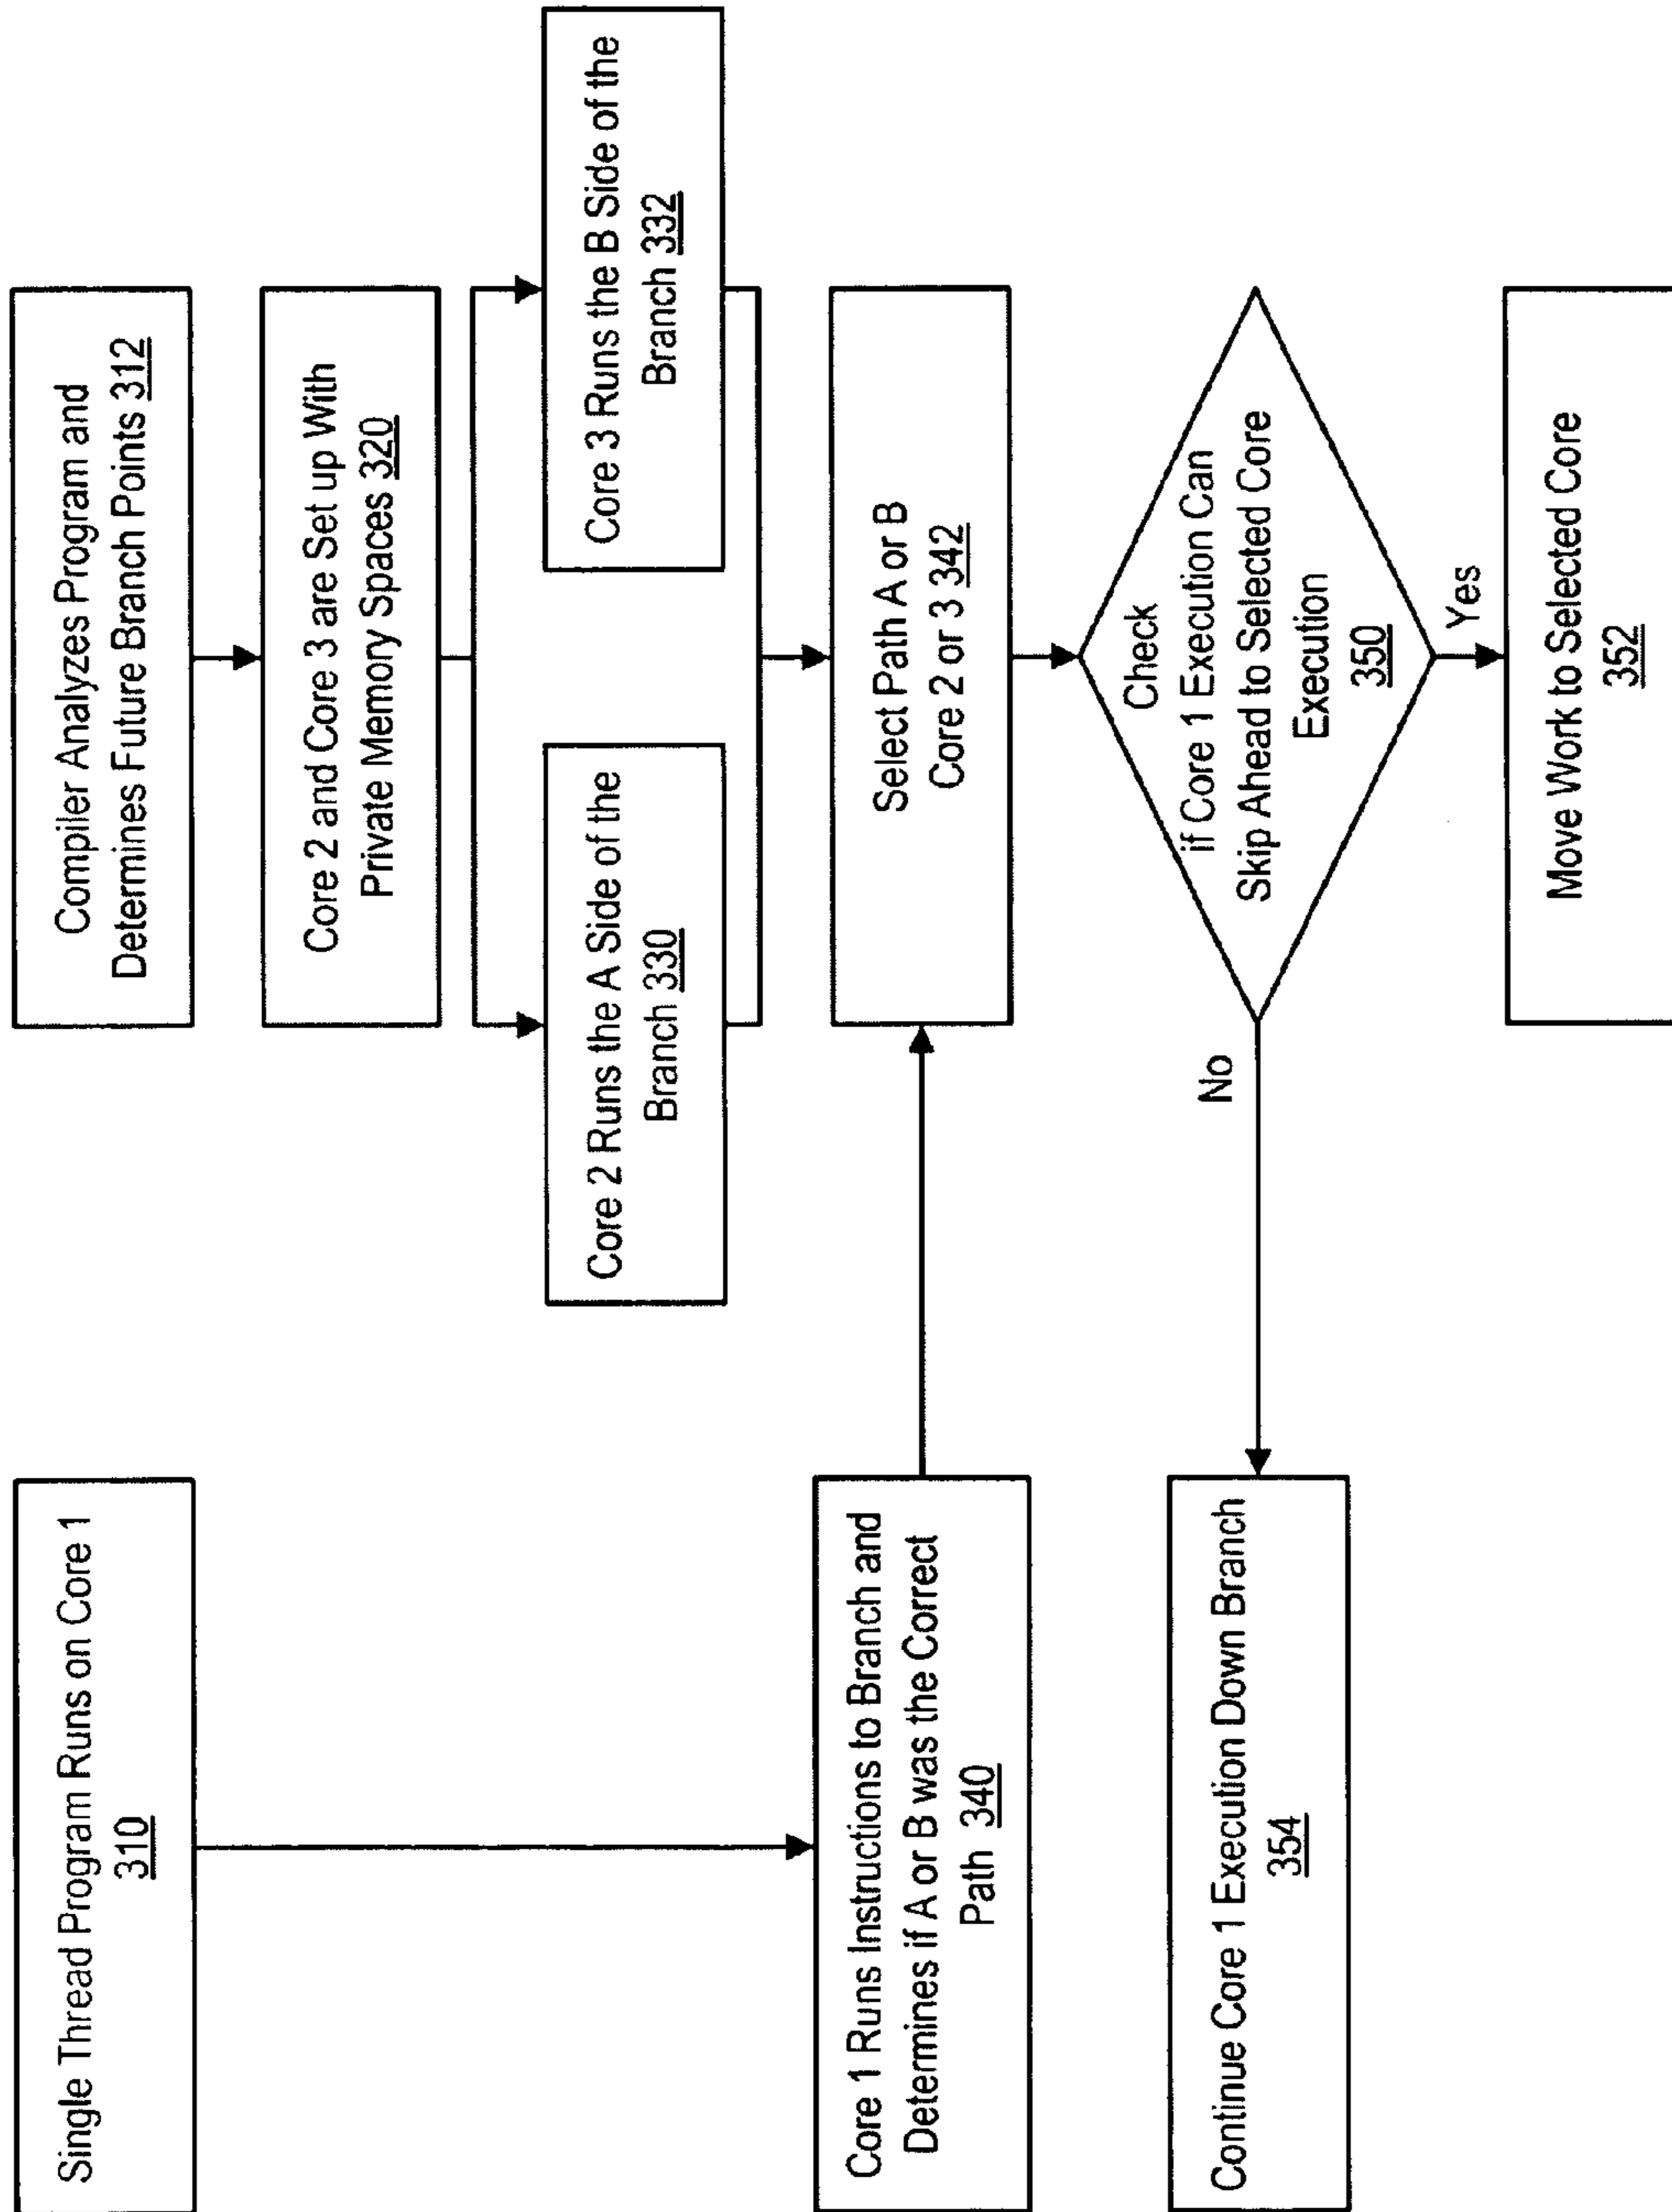 Single Thread Program Runs on Core 1
310
Compiler Analyzes Program and
Determines Future Branch Points 312
Core 2 and Core 3 are Set up With
Private Memory Spaces 320
Core 2 Runs the A Side of the
Branch 330
Core 3 Runs the B Side of the
Branch 332
Core 1 Runs Instructions to Branch and
Determines if A or B was the Correct
Path 340
Select Path A or B
Core 2 or 3 342
Check
if Core 1 Execution Can
Skip Ahead to Selected Core
Execution
350
No
Yes
Continue Core 1 Execution Down Branch
354
Move Work to Selected Core
352